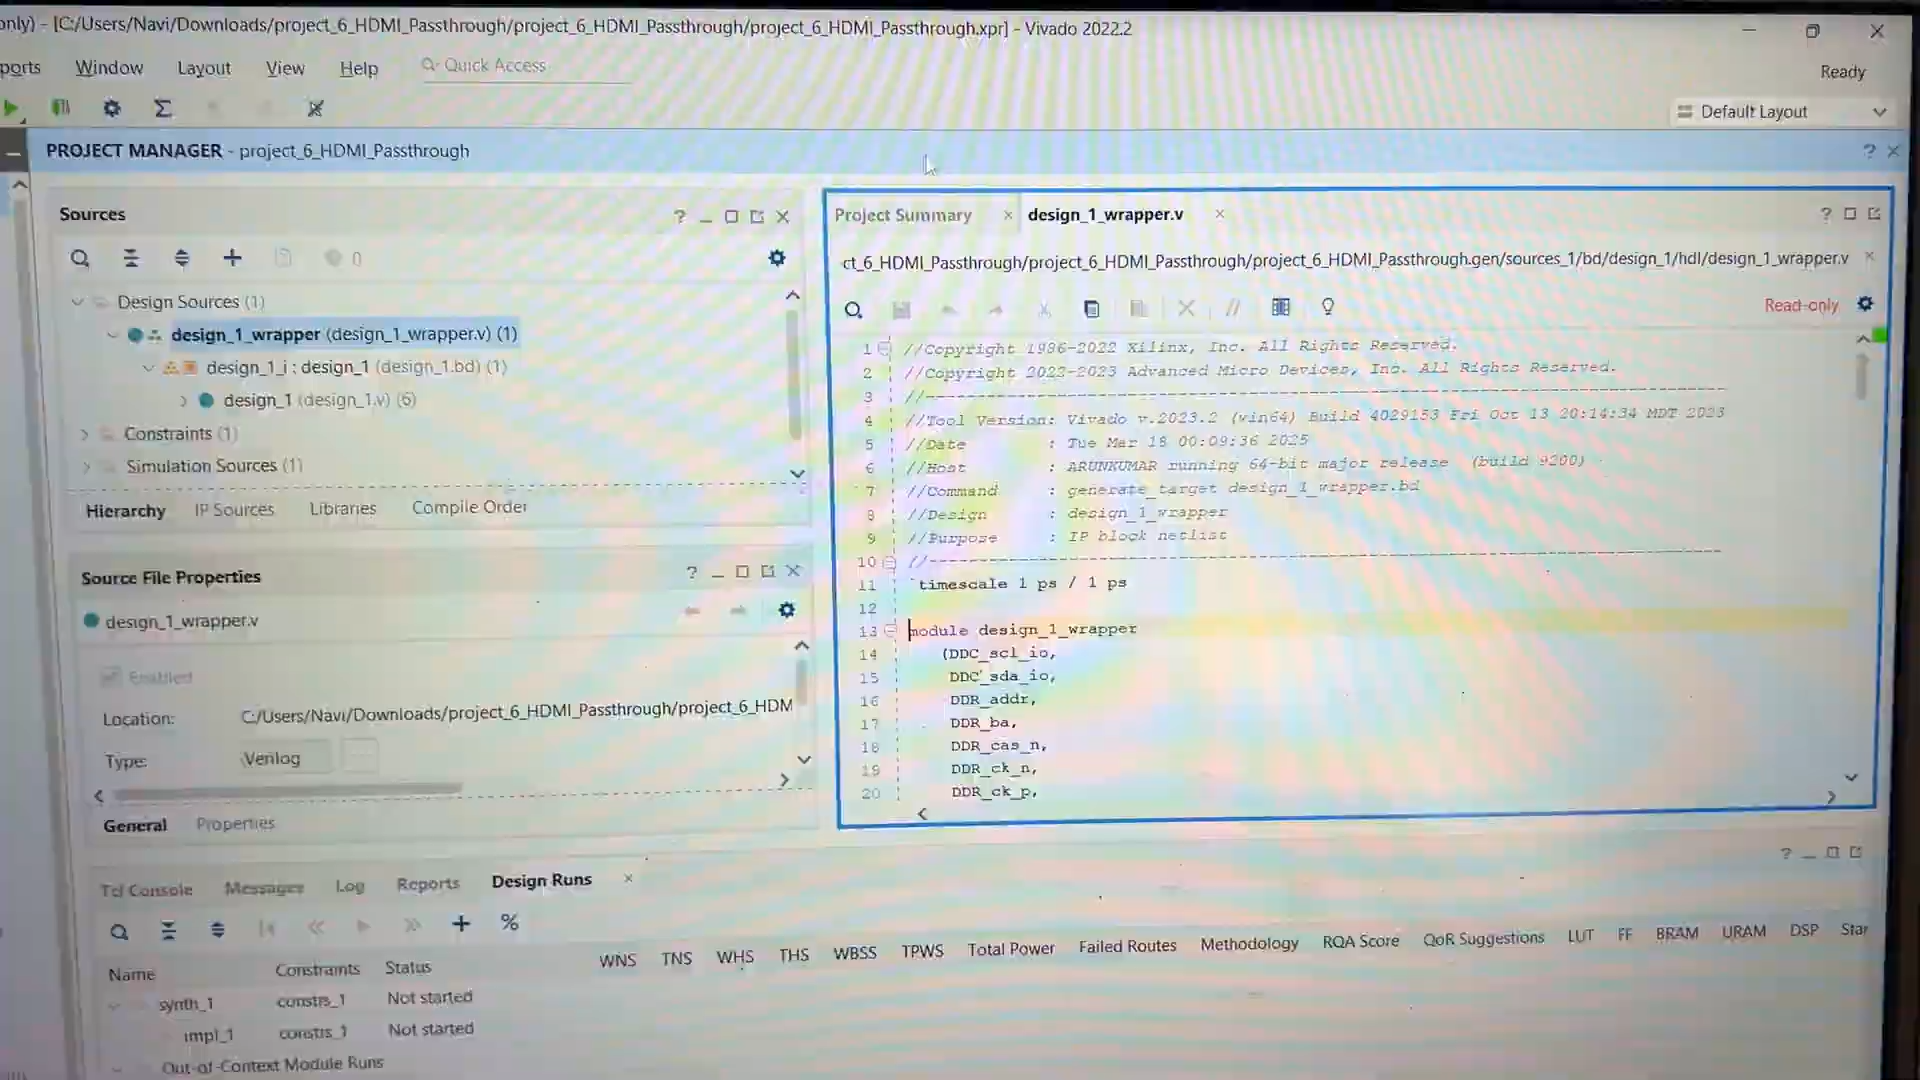 only) - [C:/Users/Navi/Downloads/project_6_HDMI_Passthrough/project_6_HDMI_Passthrough/project_6_HDMI_Passthrough.xpr] - Vivado 2022.2
ports Window Layout View Help Quick Access
Ready
Default Layout
PROJECT MANAGER - project_6_HDMI_Passthrough
Sources
0
Design Sources (1)
design_1_wrapper (design_1_wrapper.v) (1)
design_1_i : design_1 (design_1.bd) (1)
design_1 (design_1.v) (6)
Constraints (1)
Simulation Sources (1)
Hierarchy IP Sources Libraries Compile Order
Source File Properties
design_1_wrapper.v
Enabled
Location: C:/Users/Navi/Downloads/project_6_HDMI_Passthrough/project_6_HDM
Type: Verilog
General Properties
Project Summary design_1_wrapper.v
ct_6_HDMI_Passthrough/project_6_HDMI_Passthrough/project_6_HDMI_Passthrough.gen/sources_1/bd/design_1/hdl/design_1_wrapper.v
Read-only
1 //Copyright 1986-2022 Xilinx, Inc. All Rights Reserved.
2 //Copyright 2022-2023 Advanced Micro Devices, Inc. All Rights Reserved.
3 //--------------------------------------------------------------------------------
4 //Tool Version: Vivado v.2023.2 (win64) Build 4029153 Fri Oct 13 20:14:34 MDT 2023
5 //Date : Tue Mar 18 00:09:36 2025
6 //Host : ARUNKUMAR running 64-bit major release (build 9200)
7 //Command : generate_target design_1_wrapper.bd
8 //Design : design_1_wrapper
9 //Purpose : IP block netlist
10 //--------------------------------------------------------------------------------
11 `timescale 1 ps / 1 ps
12
13 module design_1_wrapper
14 (DDC_scl_io,
15 DDC_sda_io,
16 DDR_addr,
17 DDR_ba,
18 DDR_cas_n,
19 DDR_ck_n,
20 DDR_ck_p,
Tcl Console Messages Log Reports Design Runs
%
Name Constraints Status WNS TNS WHS THS WBSS TPWS Total Power Failed Routes Methodology RQA Score QoR Suggestions LUT FF BRAM URAM DSP Star
synth_1 constrs_1 Not started
impl_1 constrs_1 Not started
Out-of-Context Module Runs